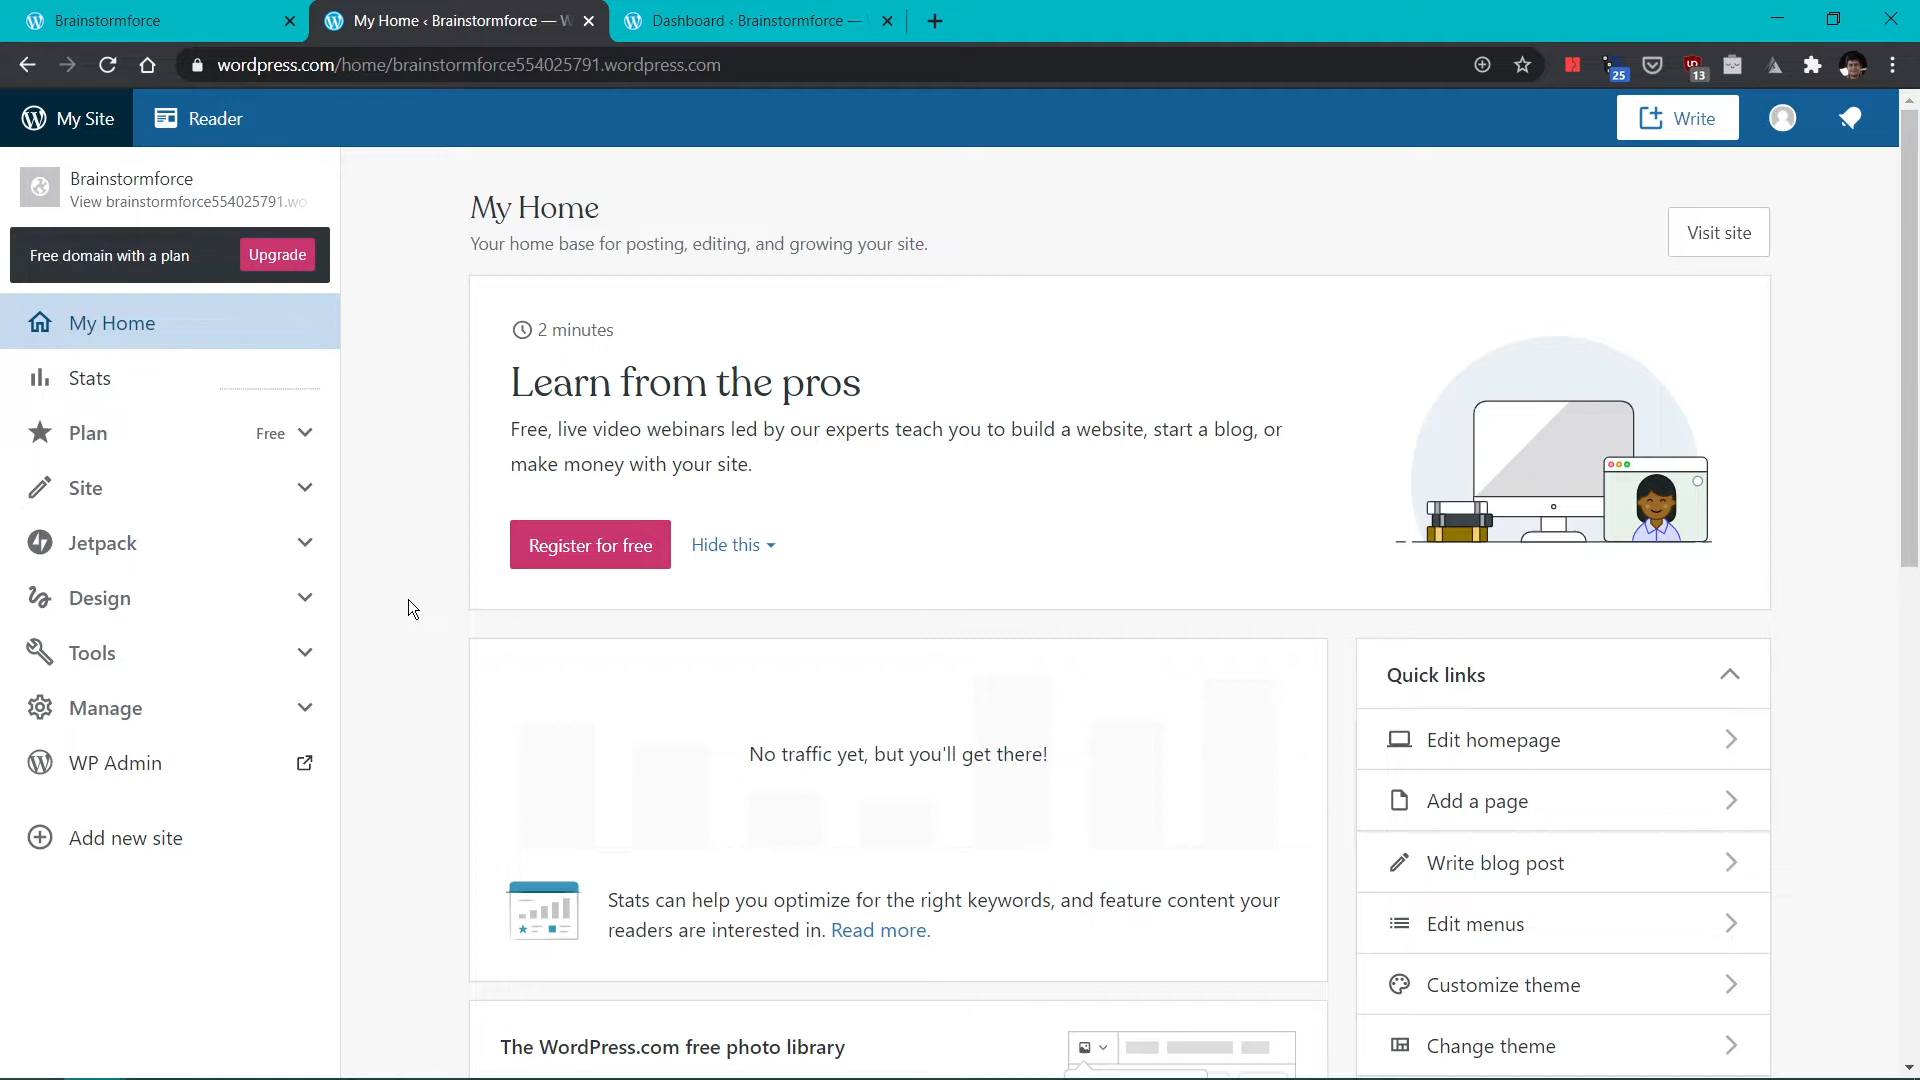 Brainstormforce
My Home ‹ Brainstormforce — W
Dashboard ‹ Brainstormforce —
wordpress.com/home/brainstormforce554025791.wordpress.com
25
13
My Site
Reader
Write
Brainstormforce
View brainstormforce554025791.wo
Free domain with a plan
Upgrade
My Home
Stats
Plan
Free
Site
Jetpack
Design
Tools
Manage
WP Admin
Add new site
My Home
Your home base for posting, editing, and growing your site.
Visit site
2 minutes
Learn from the pros
Free, live video webinars led by our experts teach you to build a website, start a blog, or
make money with your site.
Register for free
Hide this
No traffic yet, but you'll get there!
Stats can help you optimize for the right keywords, and feature content your
readers are interested in. Read more.
The WordPress.com free photo library
Quick links
Edit homepage
Add a page
Write blog post
Edit menus
Customize theme
Change theme